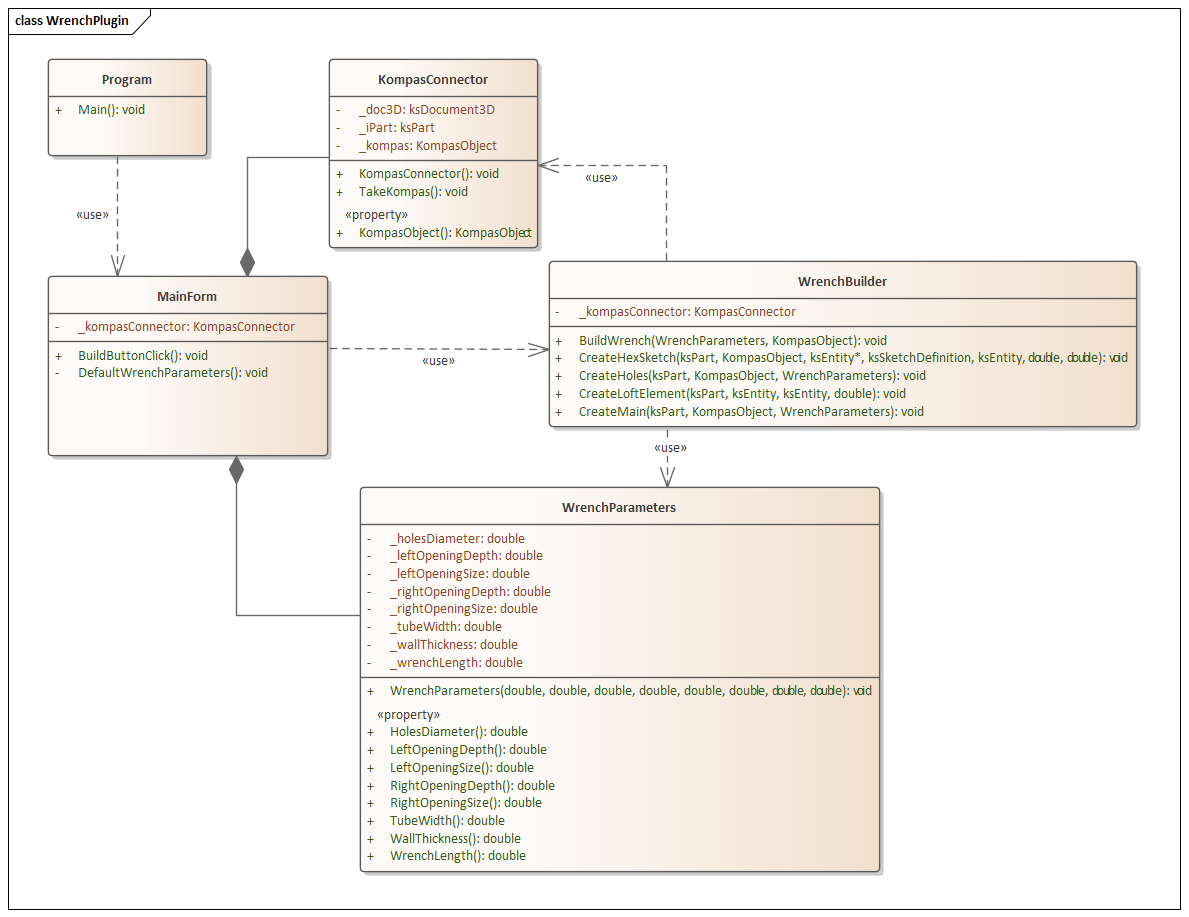 class WrenchPlugin
Program
+ Main(): void
«use»
KompasConnector
- _doc3D: ksDocument3D
- _iPart: ksPart
- _kompas: KompasObject
+ KompasConnector(): void
+ TakeKompas(): void
«property»
+ KompasObject(): KompasObject
«use»
MainForm
- _kompasConnector: KompasConnector
+ BuildButtonClick(): void
- DefaultWrenchParameters(): void
«use»
WrenchBuilder
- _kompasConnector: KompasConnector
+ BuildWrench(WrenchParameters, KompasObject): void
+ CreateHexSketch(ksPart, KompasObject, ksEntity*, ksSketchDefinition, ksEntity, double, double): void
+ CreateHoles(ksPart, KompasObject, WrenchParameters): void
+ CreateLoftElement(ksPart, ksEntity, ksEntity, double): void
+ CreateMain(ksPart, KompasObject, WrenchParameters): void
«use»
WrenchParameters
- _holesDiameter: double
- _leftOpeningDepth: double
- _leftOpeningSize: double
- _rightOpeningDepth: double
- _rightOpeningSize: double
- _tubeWidth: double
- _wallThickness: double
- _wrenchLength: double
+ WrenchParameters(double, double, double, double, double, double, double, double): void
«property»
+ HolesDiameter(): double
+ LeftOpeningDepth(): double
+ LeftOpeningSize(): double
+ RightOpeningDepth(): double
+ RightOpeningSize(): double
+ TubeWidth(): double
+ WallThickness(): double
+ WrenchLength(): double